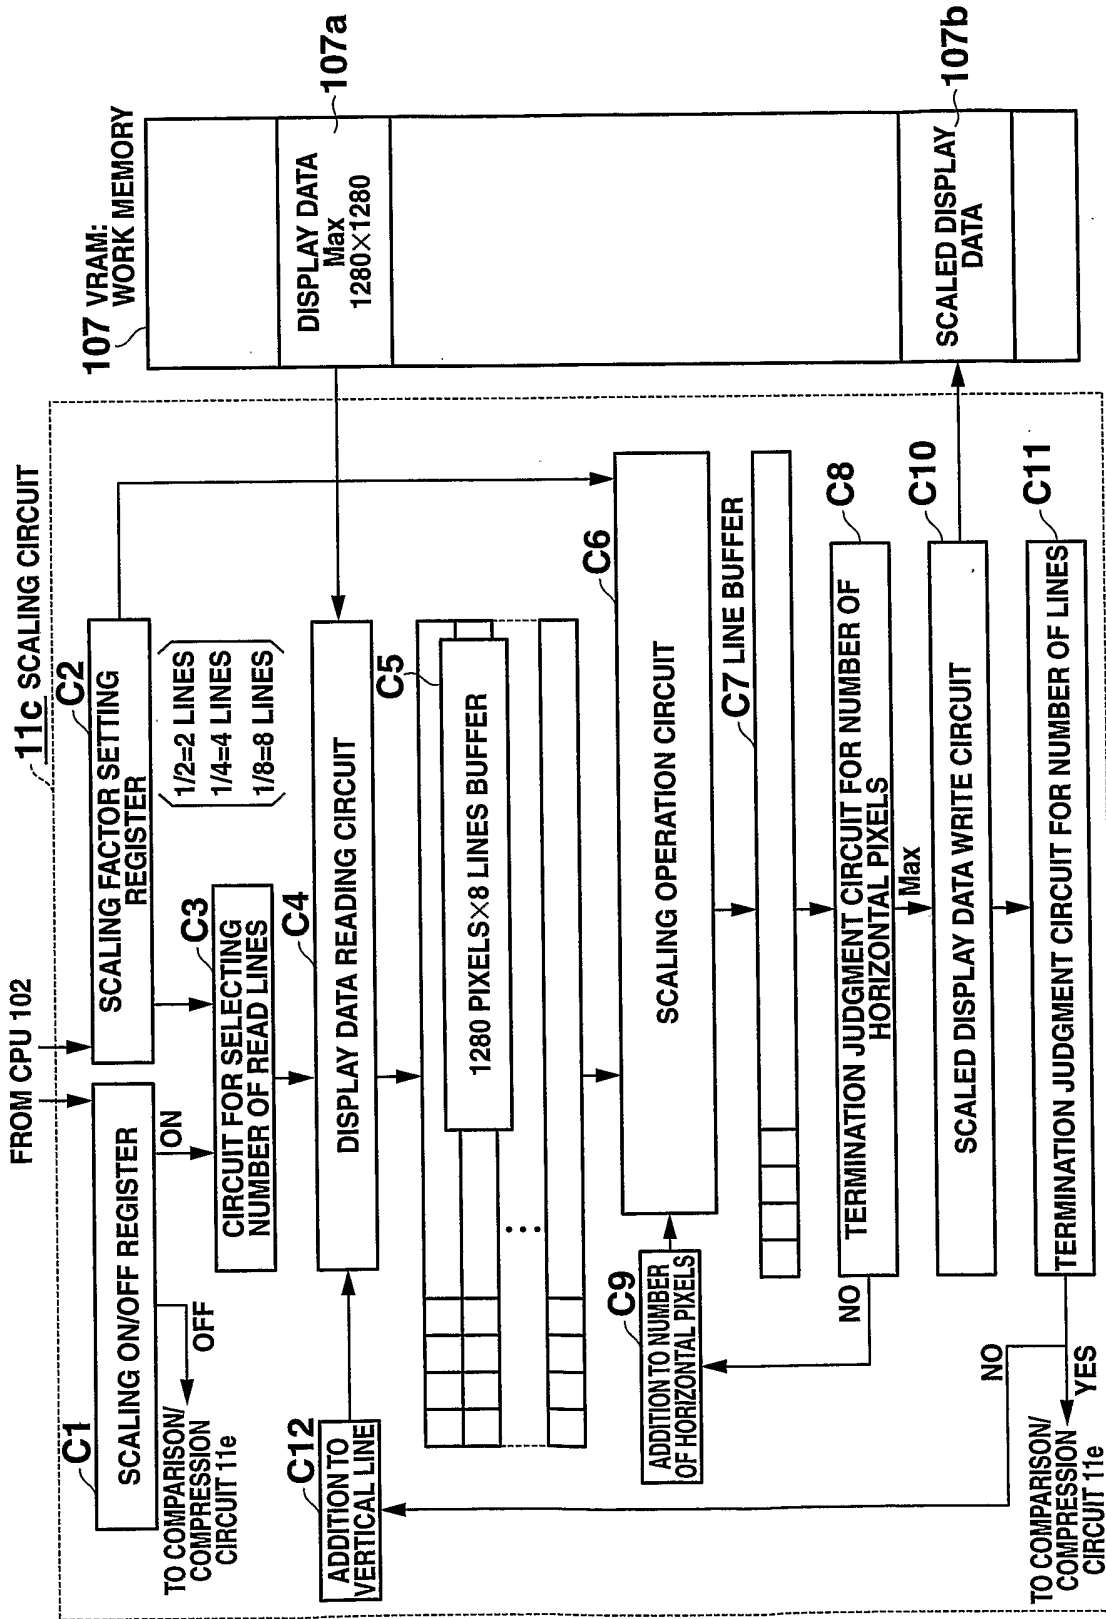 11c SCALING CIRCUIT
FROM CPU 102
C1
SCALING ON/OFF REGISTER
ON
OFF
TO COMPARISON/
COMPRESSION
CIRCUIT 11e
C2
SCALING FACTOR SETTING
REGISTER
1/2=2 LINES
1/4=4 LINES
1/8=8 LINES
C3
CIRCUIT FOR SELECTING
NUMBER OF READ LINES
C4
DISPLAY DATA READING CIRCUIT
C12
ADDITION TO
VERTICAL LINE
C5
1280 PIXELS×8 LINES BUFFER
C6
SCALING OPERATION CIRCUIT
C9
ADDITION TO NUMBER
OF HORIZONTAL PIXELS
C7 LINE BUFFER
C8
TERMINATION JUDGMENT CIRCUIT FOR NUMBER OF
HORIZONTAL PIXELS
NO
Max
C10
SCALED DISPLAY DATA WRITE CIRCUIT
C11
TERMINATION JUDGMENT CIRCUIT FOR NUMBER OF LINES
NO
YES
TO COMPARISON/
COMPRESSION
CIRCUIT 11e
107 VRAM:
WORK MEMORY
DISPLAY DATA
Max
1280×1280
107a
SCALED DISPLAY
DATA
107b